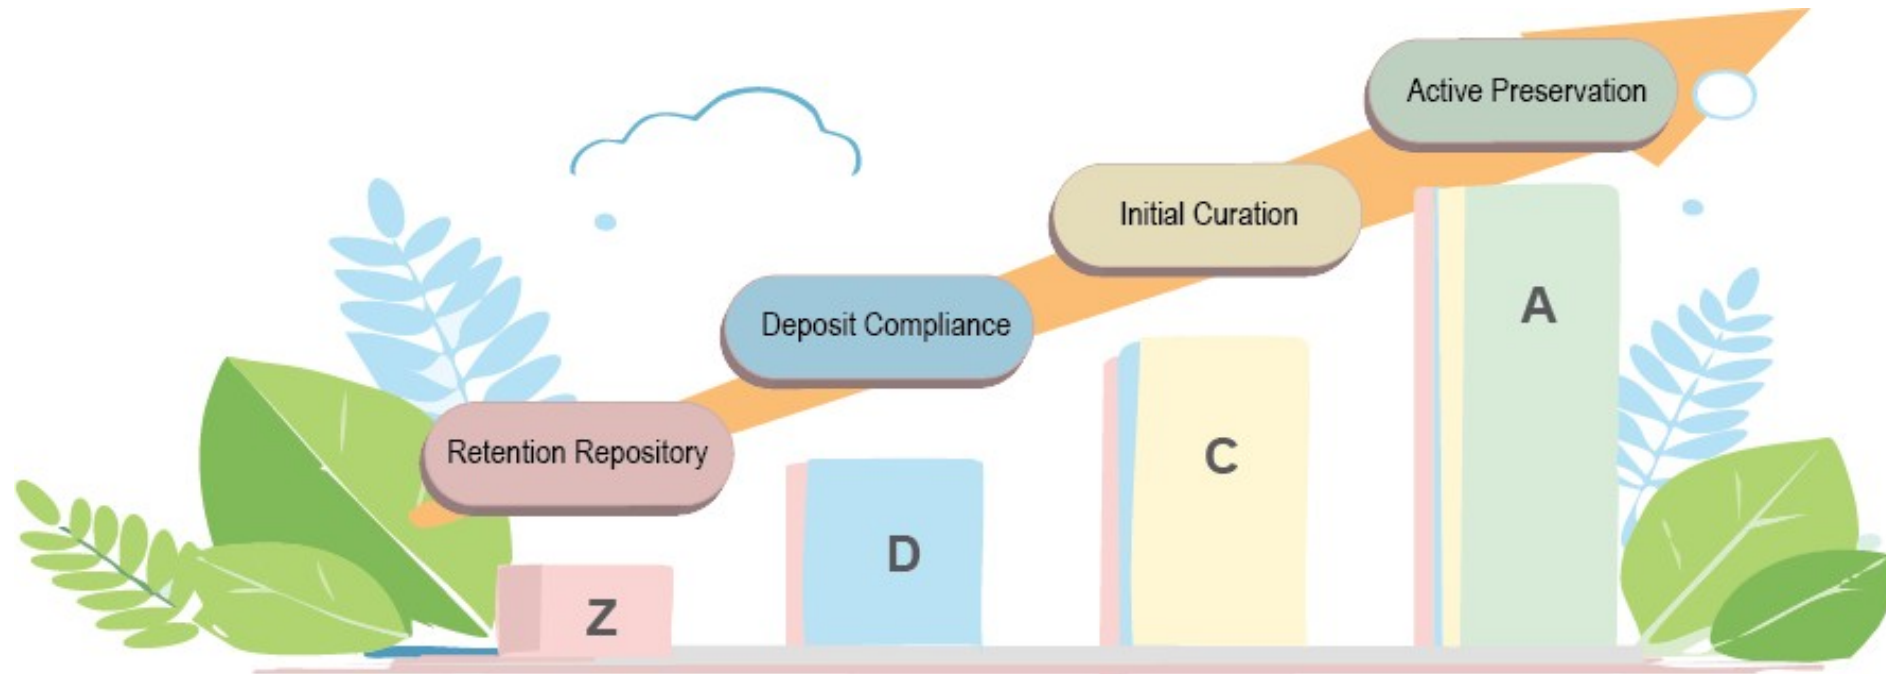 Active Preservation
Initial Curation
Deposit Compliance
Retention Repository
Z
D
C
A